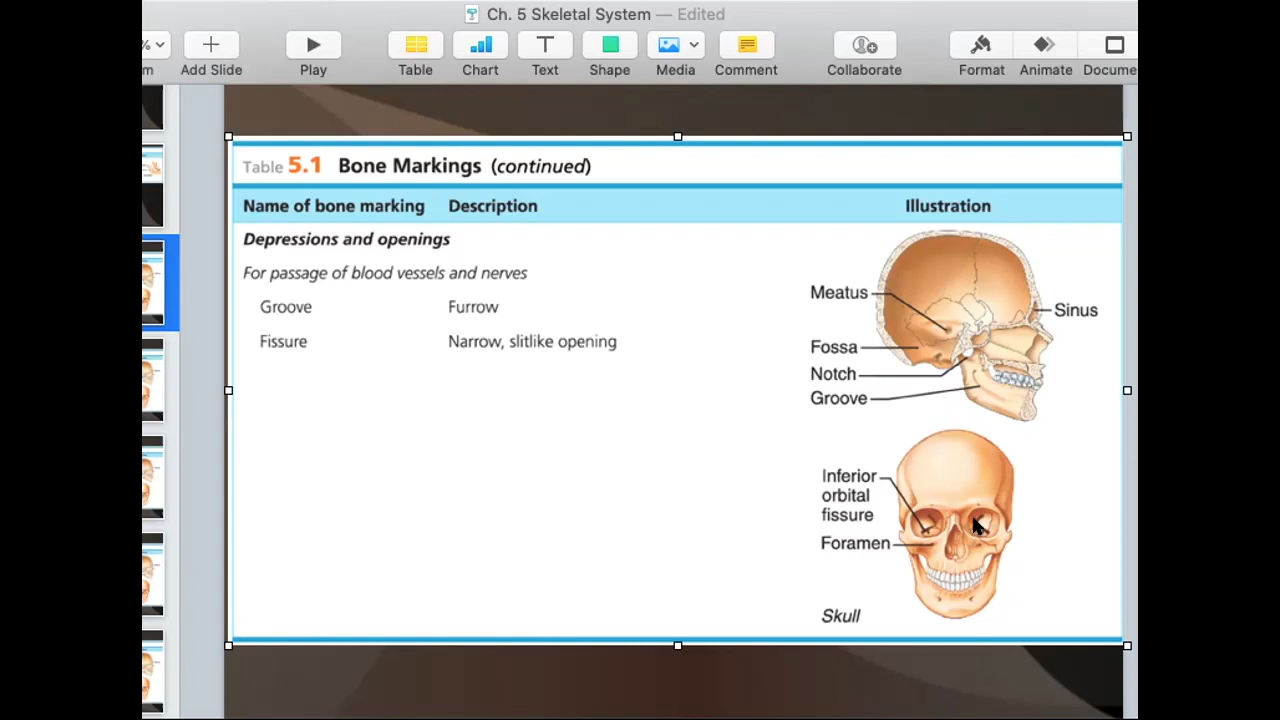 Ch. 5 Skeletal System — Edited
%
m
Add Slide
Play
Table
Chart
Text
Shape
Media
Comment
Collaborate
Format
Animate
Docume
Table 5.1 Bone Markings (continued)
Name of bone marking Description Illustration
Depressions and openings
For passage of blood vessels and nerves
Groove Furrow
Fissure Narrow, slitlike opening
Meatus
Sinus
Fossa
Notch
Groove
Inferior
orbital
fissure
Foramen
Skull